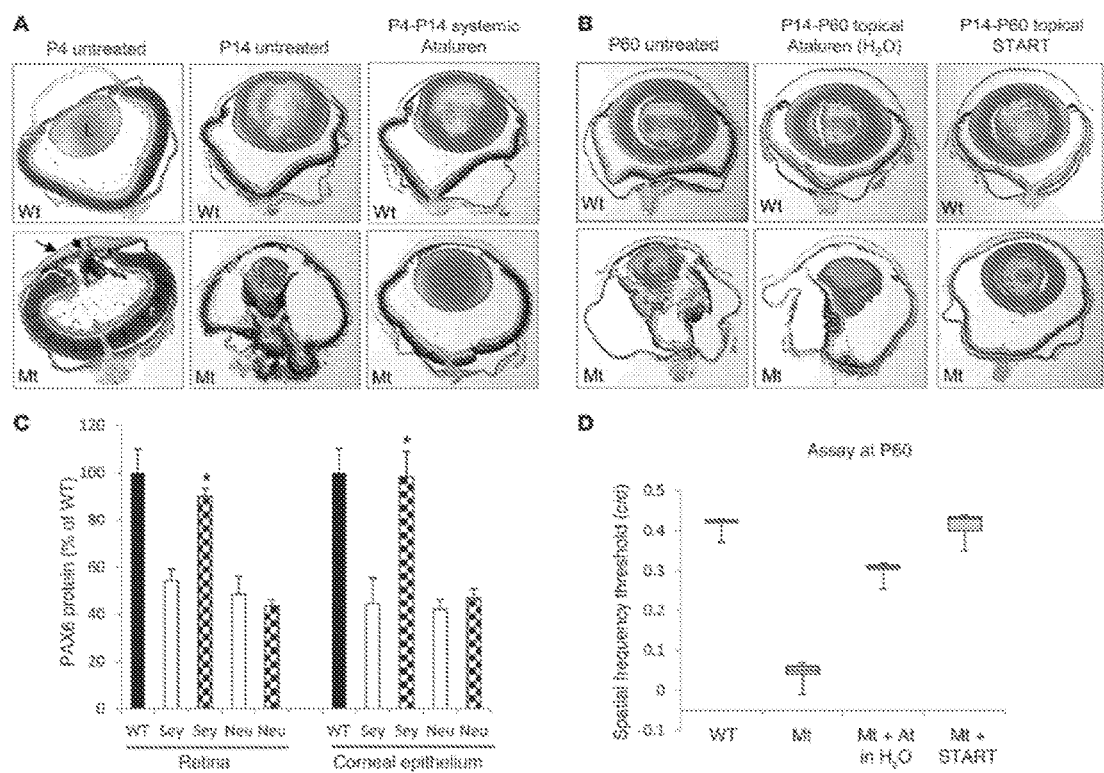 A
P4 untreated
P14 untreated
P4-P14 systemic
Ataluren
Wt
Wt
Wt
L
Mt
Mt
Mt
B
P60 untreated
P14-P60 topical
Ataluren (H₂O)
P14-P60 topical
START
Wt
Wt
Wt
Mt
Mt
Mt
C
PAX6 protein (% of WT)
120
100
80
60
40
20
0
*
*
WT Sey Sey Neu Neu
WT Sey Sey Neu Neu
Retina
Corneal epithelium
D
Assay at P60
Spatial frequency threshold (c/d)
0.5
0.4
0.3
0.2
0.1
0
-0.1
WT
Mt
Mt + At
in H₂O
Mt +
START